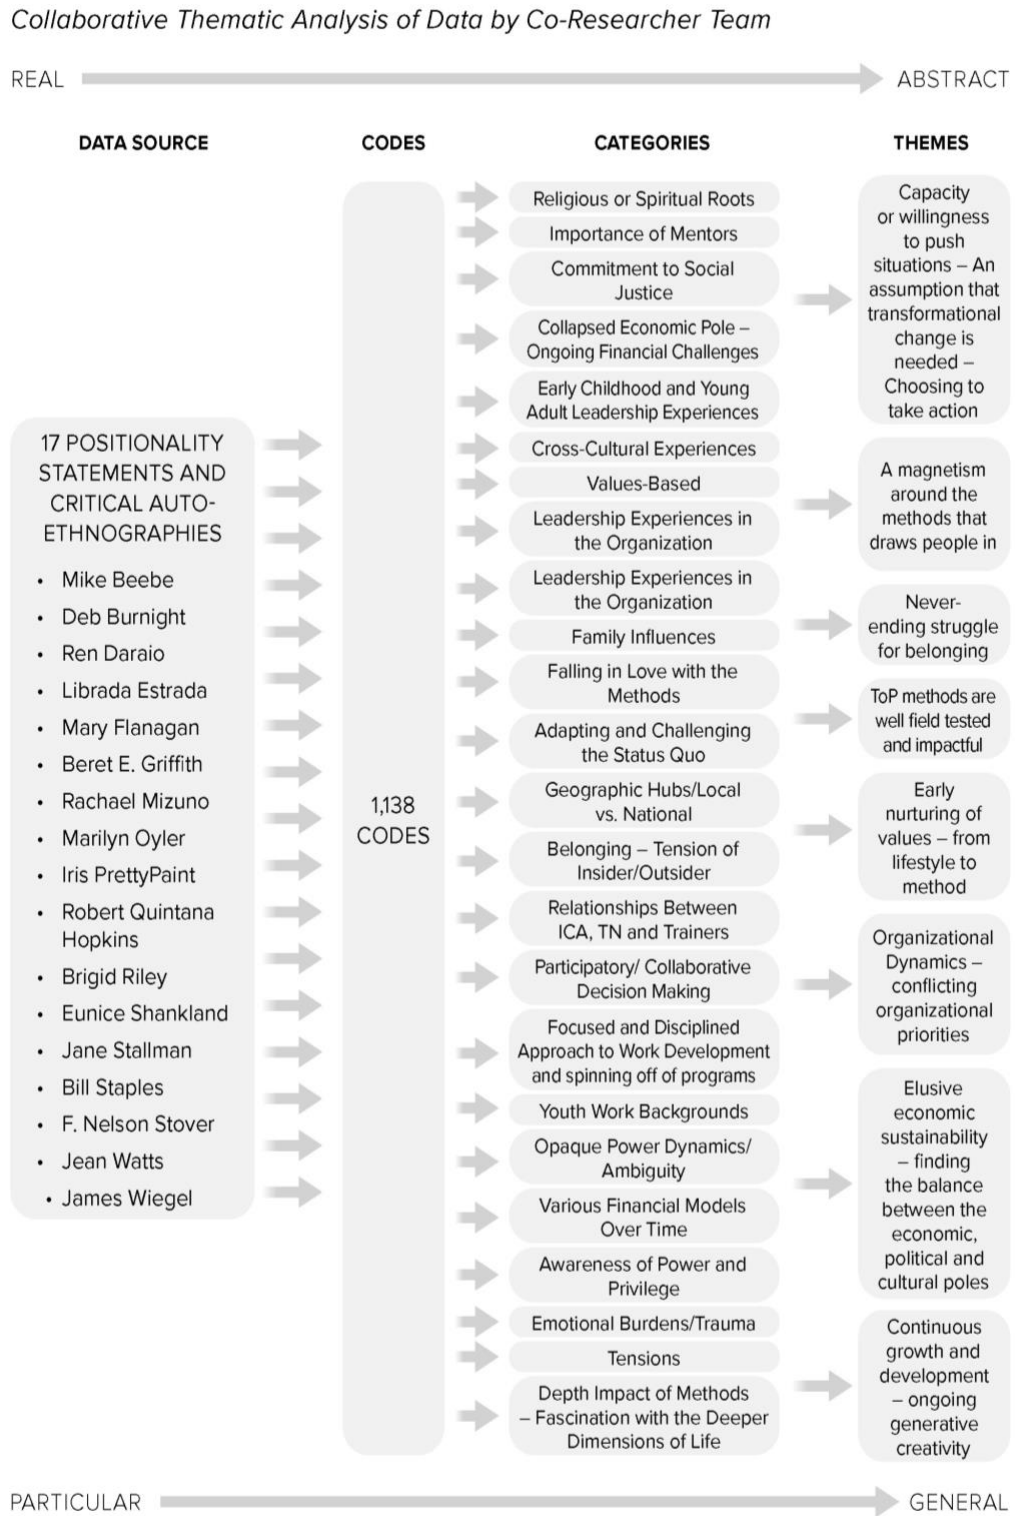 Collaborative Thematic Analysis of Data by Co-Researcher Team
REAL
ABSTRACT
DATA SOURCE
CODES
CATEGORIES
THEMES
17 POSITIONALITY
STATEMENTS AND
CRITICAL AUTO-
ETHNOGRAPHIES
• Mike Beebe
• Deb Burnight
• Ren Daraio
• Librada Estrada
• Mary Flanagan
• Beret E. Griffith
• Rachael Mizuno
• Marilyn Oyler
• Iris PrettyPaint
• Robert Quintana
Hopkins
• Brigid Riley
• Eunice Shankland
• Jane Stallman
• Bill Staples
• F. Nelson Stover
• Jean Watts
• James Wiegel
1,138
CODES
Religious or Spiritual Roots
Importance of Mentors
Commitment to Social
Justice
Collapsed Economic Pole –
Ongoing Financial Challenges
Early Childhood and Young
Adult Leadership Experiences
Cross-Cultural Experiences
Values-Based
Leadership Experiences in
the Organization
Leadership Experiences in
the Organization
Family Influences
Falling in Love with the
Methods
Adapting and Challenging
the Status Quo
Geographic Hubs/Local
vs. National
Belonging – Tension of
Insider/Outsider
Relationships Between
ICA, TN and Trainers
Participatory/ Collaborative
Decision Making
Focused and Disciplined
Approach to Work Development
and spinning off of programs
Youth Work Backgrounds
Opaque Power Dynamics/
Ambiguity
Various Financial Models
Over Time
Awareness of Power and
Privilege
Emotional Burdens/Trauma
Tensions
Depth Impact of Methods
– Fascination with the Deeper
Dimensions of Life
Capacity
or willingness
to push
situations – An
assumption that
transformational
change is
needed –
Choosing to
take action
A magnetism
around the
methods that
draws people in
Never-
ending struggle
for belonging
ToP methods are
well field tested
and impactful
Early
nurturing of
values – from
lifestyle to
method
Organizational
Dynamics –
conflicting
organizational
priorities
Elusive
economic
sustainability
– finding
the balance
between the
economic,
political and
cultural poles
Continuous
growth and
development
– ongoing
generative
creativity
PARTICULAR
GENERAL